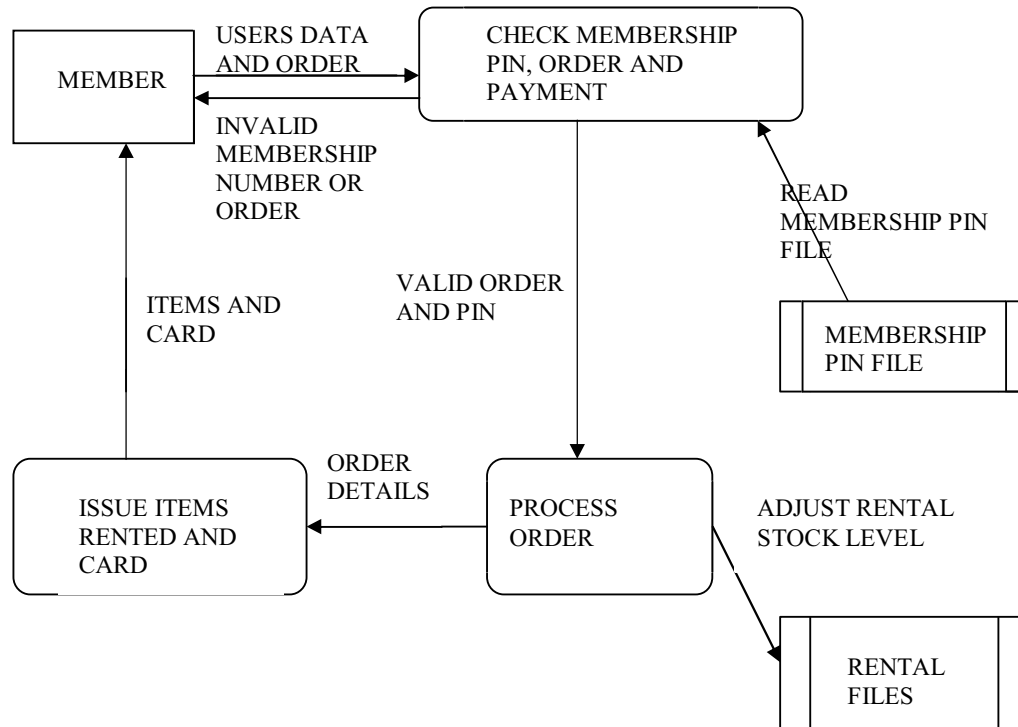 USERS DATA
AND ORDER
CHECK MEMBERSHIP
PIN, ORDER AND
PAYMENT
MEMBER
INVALID
MEMBERSHIP
NUMBER OR
ORDER
READ
MEMBERSHIP PIN
FILE
VALID ORDER
AND PIN
ITEMS AND
CARD
MEMBERSHIP
PIN FILE
ORDER
DETAILS
ISSUE ITEMS
RENTED AND
CARD
PROCESS
ORDER
ADJUST RENTAL
STOCK LEVEL
RENTAL
FILES